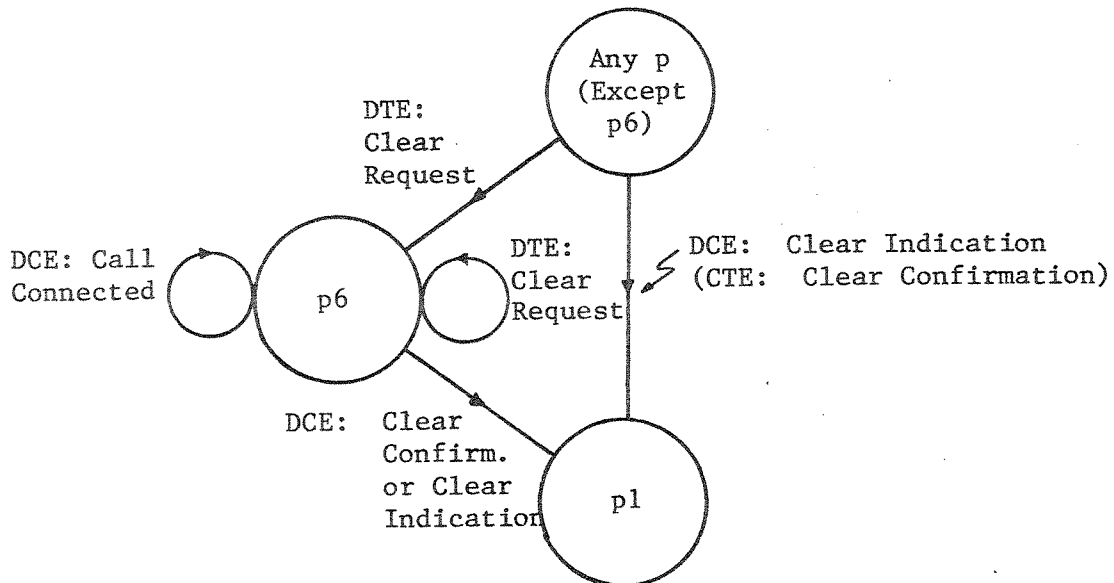 Any p
(Except
p6)
DTE:
Clear
Request
DCE: Call
Connected
p6
DTE:
Clear
Request
DCE: Clear Indication
(CTE: Clear Confirmation)
DCE: Clear
Confirm.
or Clear
Indication
p1